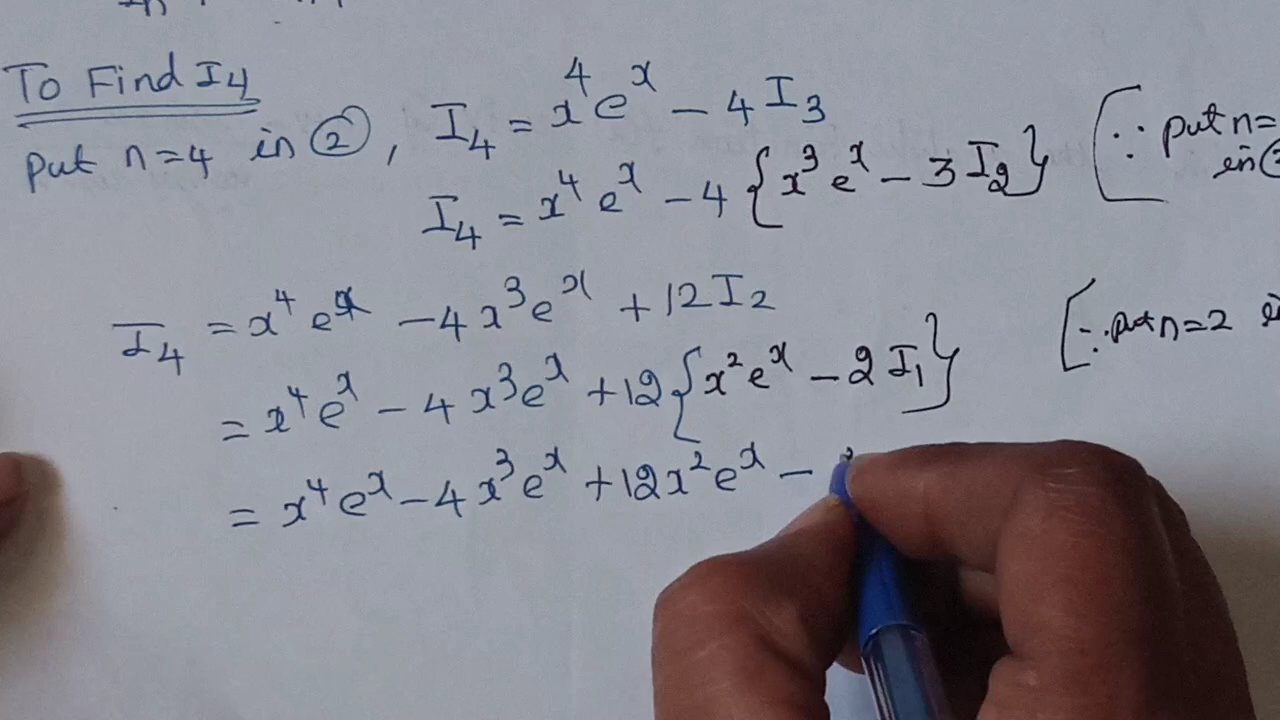 To Find I₄
put n=4 in ②, I₄ = x⁴eˣ - 4I₃
I₄ = x⁴eˣ - 4{x³eˣ - 3I₂} [∵ put n=
in
I₄ = x⁴eˣ - 4x³eˣ + 12I₂
= x⁴eˣ - 4x³eˣ + 12{x²eˣ - 2I₁} [∵ put n=2
= x⁴eˣ - 4x³eˣ + 12x²eˣ -